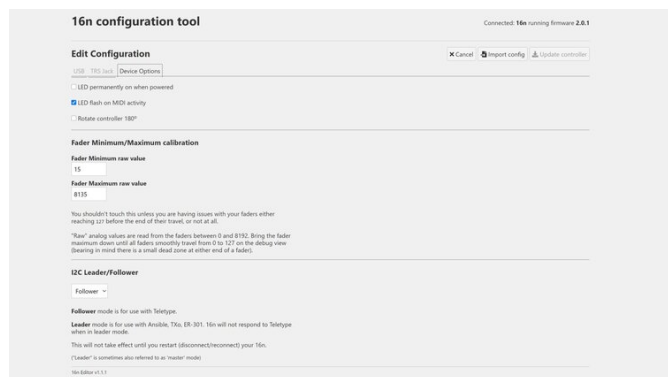 16n configuration tool
Connected: 16n running firmware 2.0.1
Edit Configuration
Cancel Import config Update controller
USB TRS Jack Device Options
LED permanently on when powered
LED flash on MIDI activity
Rotate controller 180º
Fader Minimum/Maximum calibration
Fader Minimum raw value
15
Fader Maximum raw value
8135
You shouldn't touch this unless you are having issues with your faders either
reaching 127 before the end of their travel, or not at all.
"Raw" analog values are read from the faders between 0 and 8192. Bring the fader
maximum down until all faders smoothly travel from 0 to 127 on the debug view
(bearing in mind there is a small dead zone at either end of a fader).
I2C Leader/Follower
Follower
Follower mode is for use with Teletype.
Leader mode is for use with Ansible, TXo, ER-301. 16n will not respond to Teletype
when in leader mode.
This will not take effect until you restart (disconnect/reconnect) your 16n.
("Leader" is sometimes also referred to as 'master' mode)
16n Editor v1.1.1